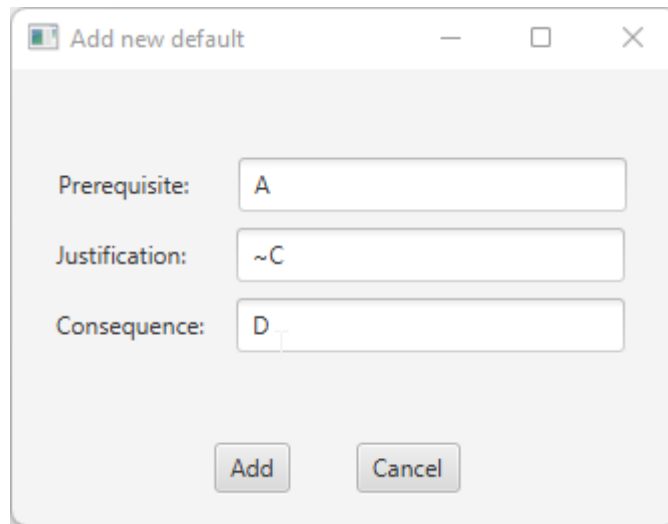 Add new default
Prerequisite: A
Justification: ~C
Consequence: D
Add Cancel